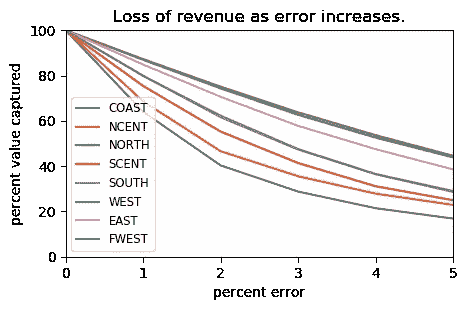 Loss of revenue as error increases.
100
80
60
40
20
0
percent value captured
COAST
NCENT
NORTH
SCENT
SOUTH
WEST
EAST
FWEST
0 1 2 3 4 5
percent error